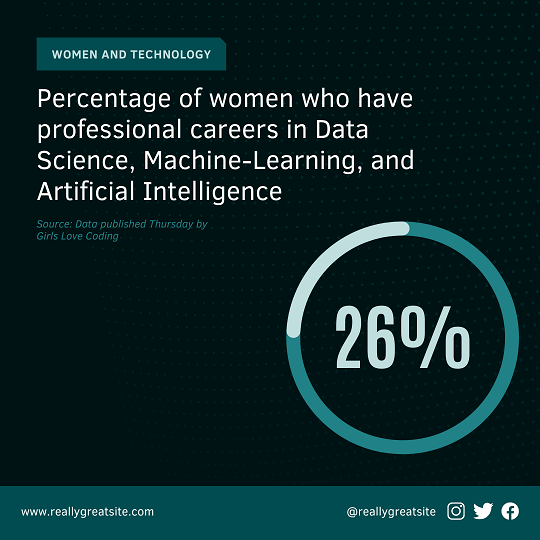 WOMEN AND TECHNOLOGY
Percentage of women who have
professional careers in Data
Science, Machine-Learning, and
Artificial Intelligence
Source: Data published Thursday by
Girls Love Coding
26%
www.reallygreatsite.com
@reallygreatsite